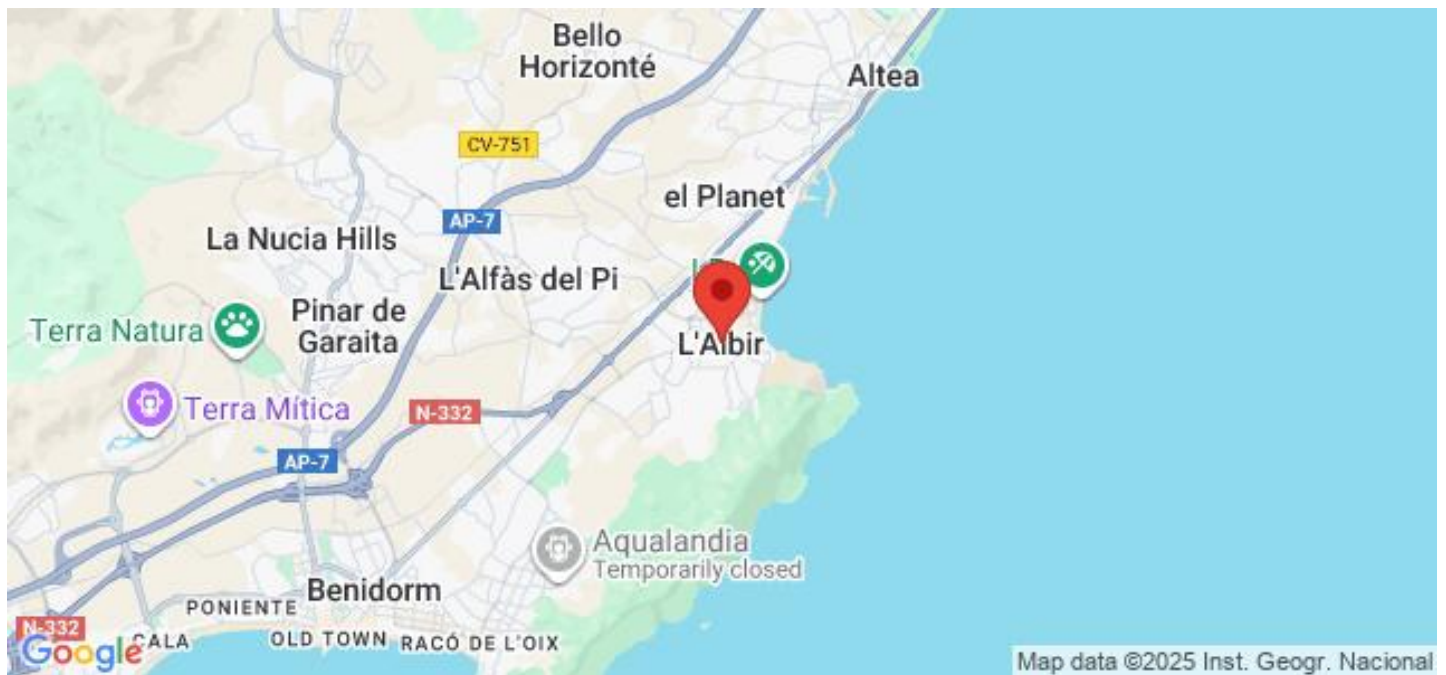 Bello
Horizonté
Altea
CV-751
el Planet
AP-7
La Nucia Hills
L'Alfàs del Pi
Pinar de
Garaita
Terra Natura
L'Albir
Terra Mítica
N-332
AP-7
Aqualandia
Temporarily closed
Benidorm
PONIENTE
N-332
CALA
OLD TOWN
RACÓ DE L'OIX
Google
Map data ©2025 Inst. Geogr. Nacional